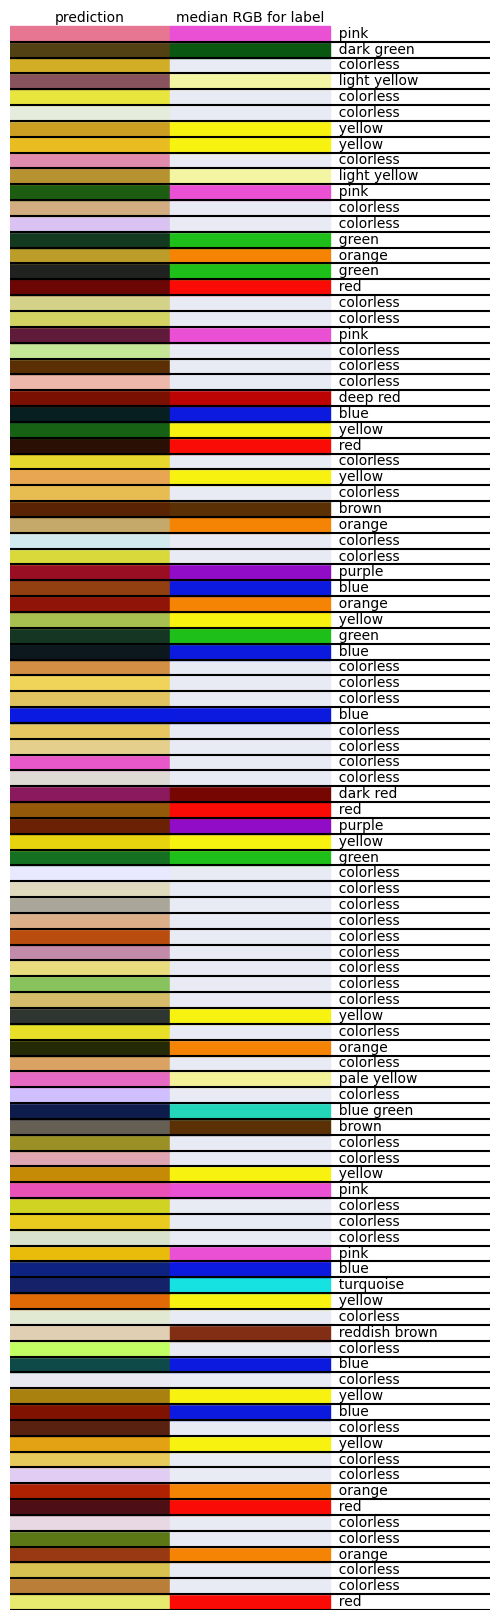 prediction median RGB for label
pink
dark green
colorless
light yellow
colorless
colorless
yellow
yellow
colorless
light yellow
pink
colorless
colorless
green
orange
green
red
colorless
colorless
pink
colorless
colorless
colorless
deep red
blue
yellow
red
colorless
yellow
colorless
brown
orange
colorless
colorless
purple
blue
orange
yellow
green
blue
colorless
colorless
colorless
blue
colorless
colorless
colorless
colorless
dark red
red
purple
yellow
green
colorless
colorless
colorless
colorless
colorless
colorless
colorless
colorless
colorless
yellow
colorless
orange
colorless
pale yellow
colorless
blue green
brown
colorless
colorless
yellow
pink
colorless
colorless
colorless
pink
blue
turquoise
yellow
colorless
reddish brown
colorless
blue
colorless
yellow
blue
colorless
yellow
colorless
colorless
orange
red
colorless
colorless
orange
colorless
colorless
red